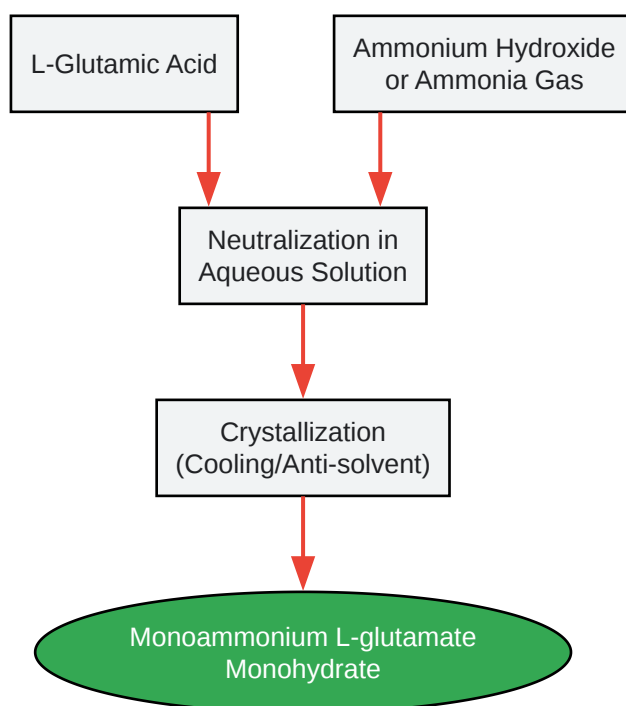 L-Glutamic Acid
Ammonium Hydroxide
or Ammonia Gas
Neutralization in
Aqueous Solution
Crystallization
(Cooling/Anti-solvent)
Monoammonium L-glutamate
Monohydrate